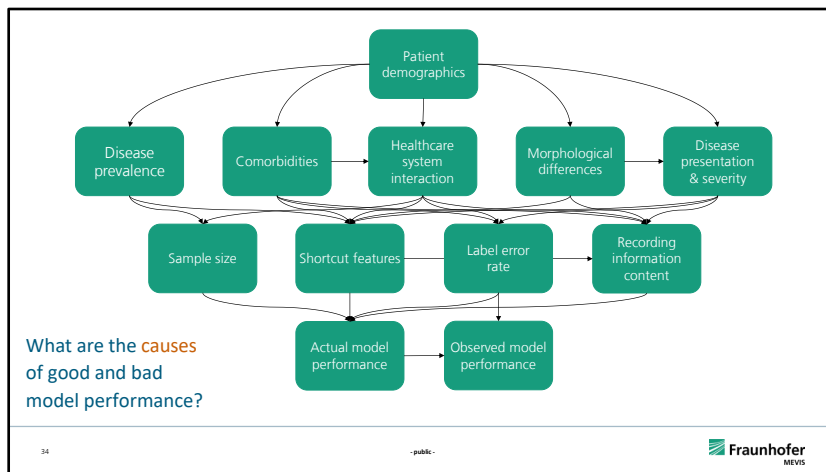 Patient
demographics
Disease
prevalence
Comorbidities
Healthcare
system
interaction
Morphological
differences
Disease
presentation
& severity
Sample size
Shortcut features
Label error
rate
Recording
information
content
Actual model
performance
Observed model
performance
What are the causes
of good and bad
model performance?
34
- public -
Fraunhofer
MEVIS